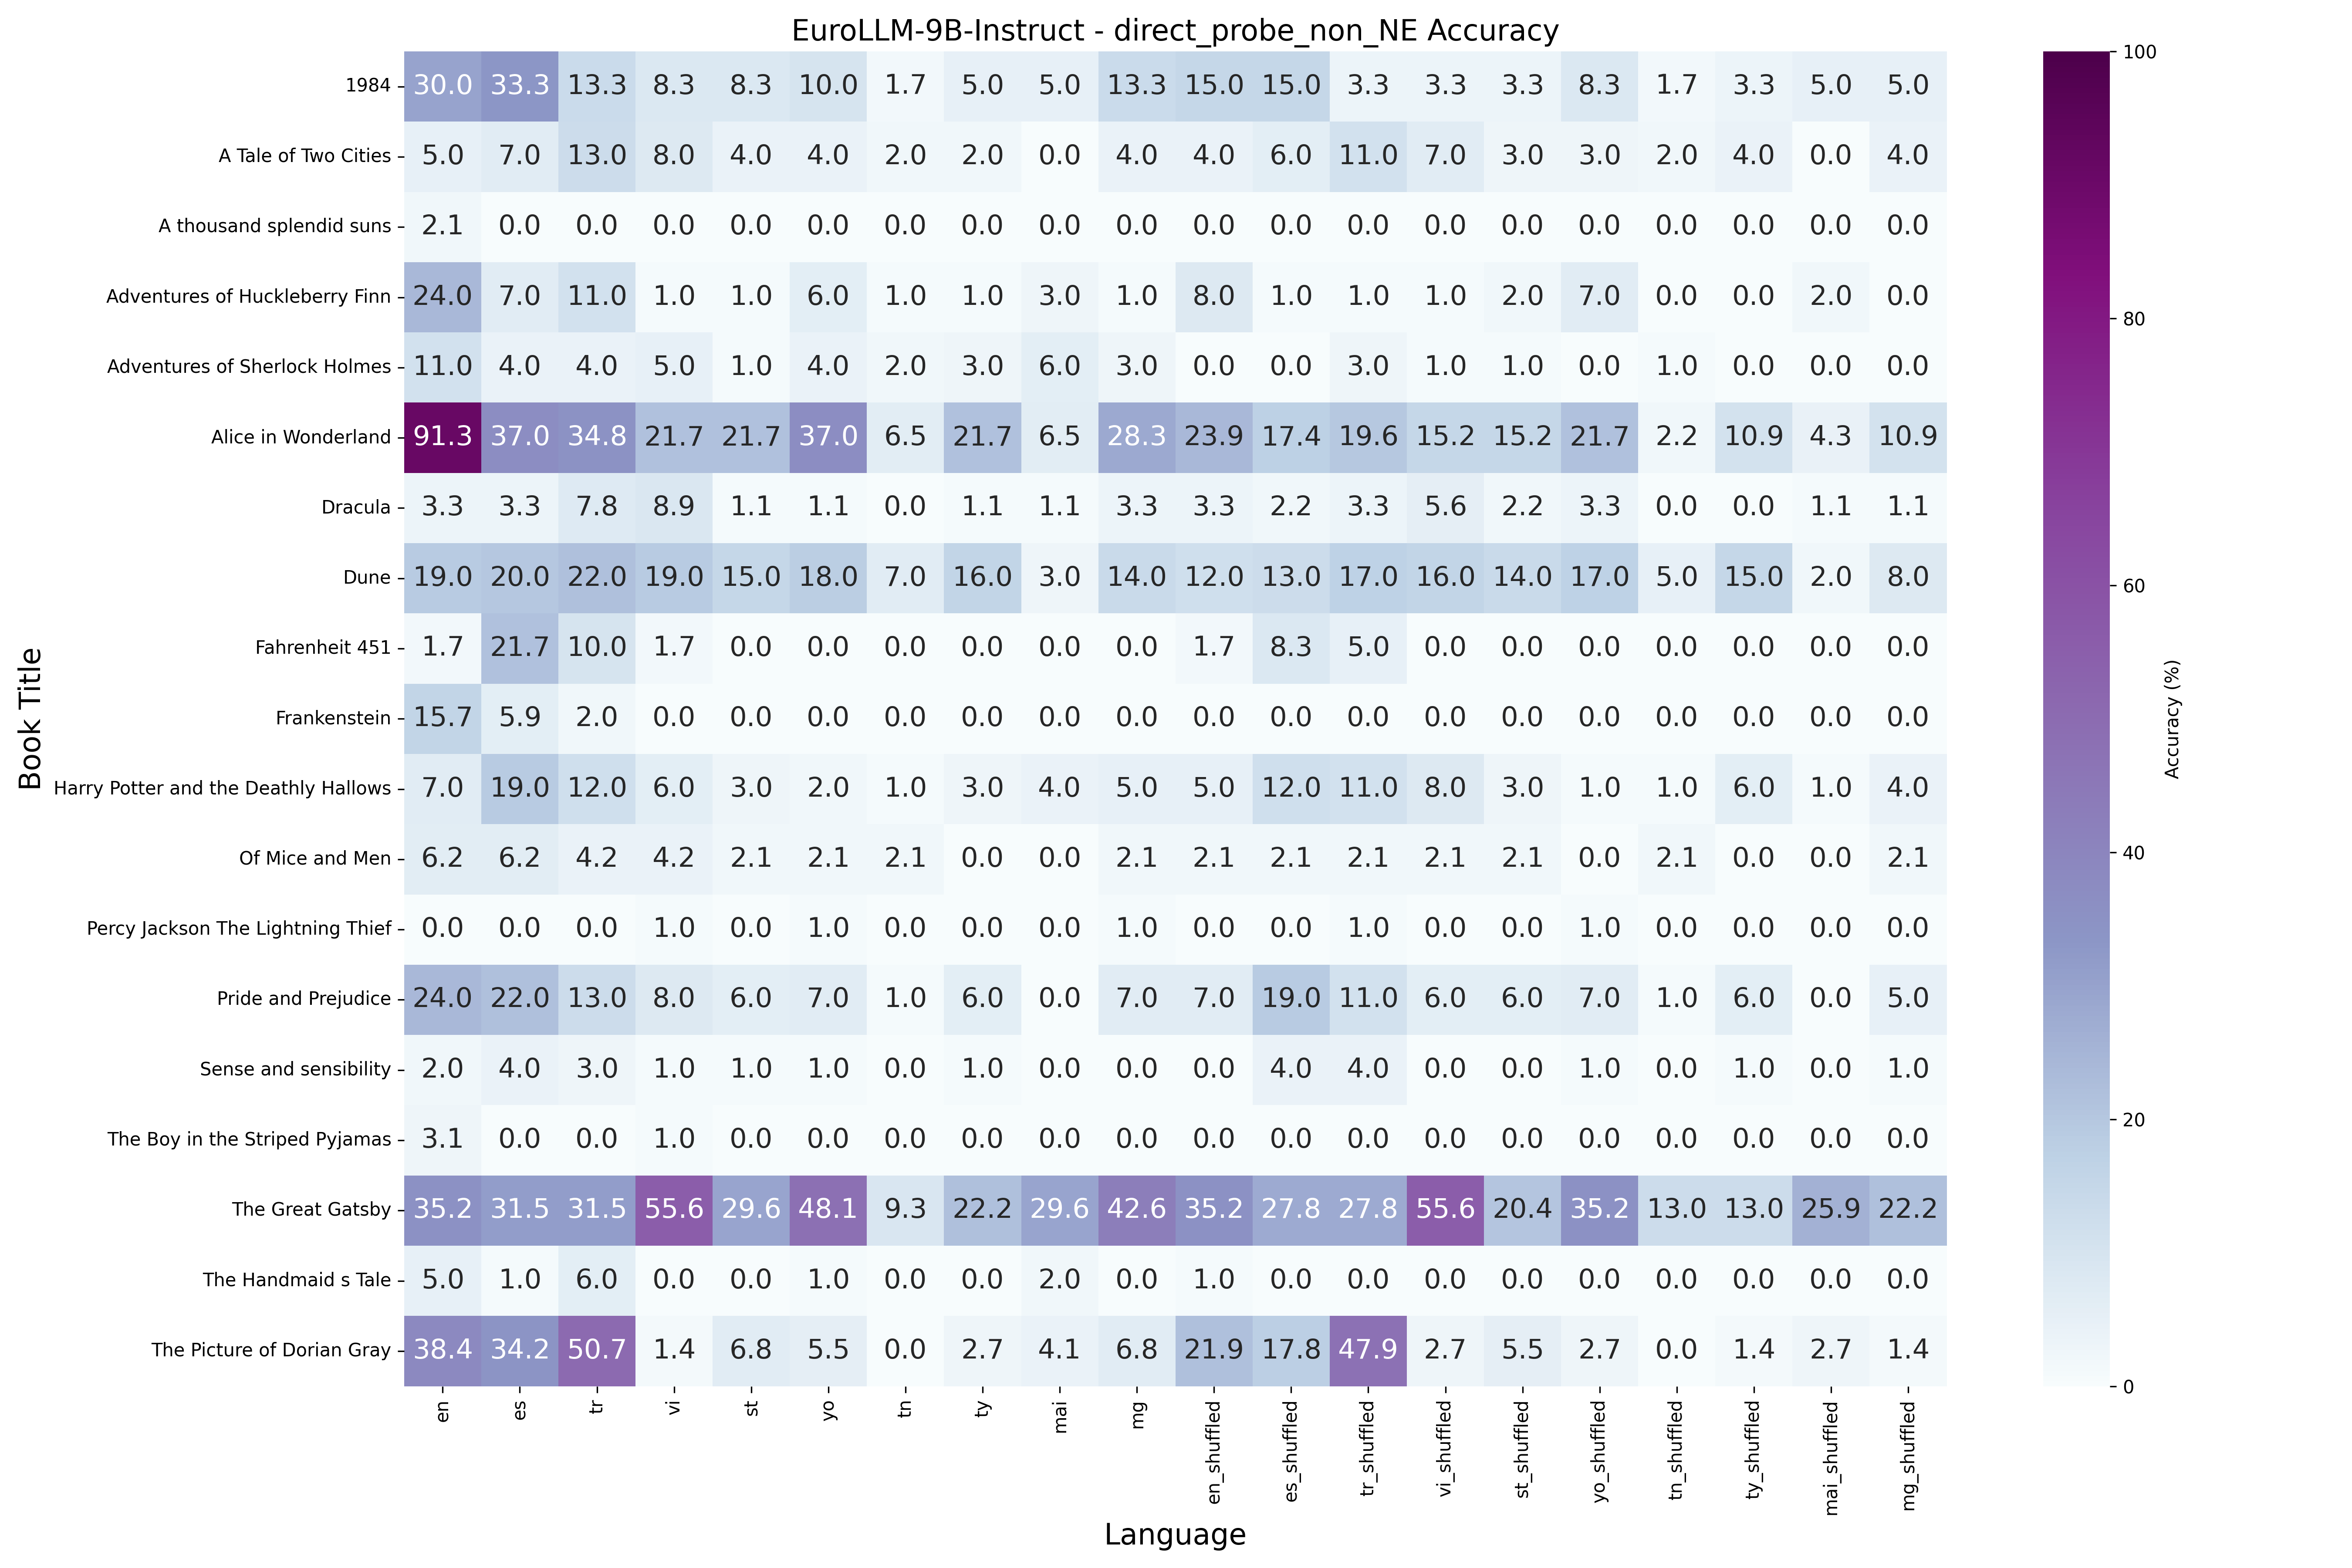 EuroLLM-9B-Instruct - direct_probe_non_NE Accuracy
Book Title
1984 30.0 33.3 13.3 8.3 8.3 10.0 1.7 5.0 5.0 13.3 15.0 15.0 3.3 3.3 3.3 8.3 1.7 3.3 5.0 5.0
A Tale of Two Cities 5.0 7.0 13.0 8.0 4.0 4.0 2.0 2.0 0.0 4.0 4.0 6.0 11.0 7.0 3.0 3.0 2.0 4.0 0.0 4.0
A thousand splendid suns 2.1 0.0 0.0 0.0 0.0 0.0 0.0 0.0 0.0 0.0 0.0 0.0 0.0 0.0 0.0 0.0 0.0 0.0 0.0 0.0
Adventures of Huckleberry Finn 24.0 7.0 11.0 1.0 1.0 6.0 1.0 1.0 3.0 1.0 8.0 1.0 1.0 1.0 2.0 7.0 0.0 0.0 2.0 0.0
Adventures of Sherlock Holmes 11.0 4.0 4.0 5.0 1.0 4.0 2.0 3.0 6.0 3.0 0.0 0.0 3.0 1.0 1.0 0.0 1.0 0.0 0.0 0.0
Alice in Wonderland 91.3 37.0 34.8 21.7 21.7 37.0 6.5 21.7 6.5 28.3 23.9 17.4 19.6 15.2 15.2 21.7 2.2 10.9 4.3 10.9
Dracula 3.3 3.3 7.8 8.9 1.1 1.1 0.0 1.1 1.1 3.3 3.3 2.2 3.3 5.6 2.2 3.3 0.0 0.0 1.1 1.1
Dune 19.0 20.0 22.0 19.0 15.0 18.0 7.0 16.0 3.0 14.0 12.0 13.0 17.0 16.0 14.0 17.0 5.0 15.0 2.0 8.0
Fahrenheit 451 1.7 21.7 10.0 1.7 0.0 0.0 0.0 0.0 0.0 0.0 1.7 8.3 5.0 0.0 0.0 0.0 0.0 0.0 0.0 0.0
Frankenstein 15.7 5.9 2.0 0.0 0.0 0.0 0.0 0.0 0.0 0.0 0.0 0.0 0.0 0.0 0.0 0.0 0.0 0.0 0.0 0.0
Harry Potter and the Deathly Hallows 7.0 19.0 12.0 6.0 3.0 2.0 1.0 3.0 4.0 5.0 5.0 12.0 11.0 8.0 3.0 1.0 1.0 6.0 1.0 4.0
Of Mice and Men 6.2 6.2 4.2 4.2 2.1 2.1 2.1 0.0 0.0 2.1 2.1 2.1 2.1 2.1 2.1 0.0 2.1 0.0 0.0 2.1
Percy Jackson The Lightning Thief 0.0 0.0 0.0 1.0 0.0 1.0 0.0 0.0 0.0 1.0 0.0 0.0 1.0 0.0 0.0 1.0 0.0 0.0 0.0 0.0
Pride and Prejudice 24.0 22.0 13.0 8.0 6.0 7.0 1.0 6.0 0.0 7.0 7.0 19.0 11.0 6.0 6.0 7.0 1.0 6.0 0.0 5.0
Sense and sensibility 2.0 4.0 3.0 1.0 1.0 1.0 0.0 1.0 0.0 0.0 0.0 4.0 4.0 0.0 0.0 1.0 0.0 1.0 0.0 1.0
The Boy in the Striped Pyjamas 3.1 0.0 0.0 1.0 0.0 0.0 0.0 0.0 0.0 0.0 0.0 0.0 0.0 0.0 0.0 0.0 0.0 0.0 0.0 0.0
The Great Gatsby 35.2 31.5 31.5 55.6 29.6 48.1 9.3 22.2 29.6 42.6 35.2 27.8 27.8 55.6 20.4 35.2 13.0 13.0 25.9 22.2
The Handmaid s Tale 5.0 1.0 6.0 0.0 0.0 1.0 0.0 0.0 2.0 0.0 1.0 0.0 0.0 0.0 0.0 0.0 0.0 0.0 0.0 0.0
The Picture of Dorian Gray 38.4 34.2 50.7 1.4 6.8 5.5 0.0 2.7 4.1 6.8 21.9 17.8 47.9 2.7 5.5 2.7 0.0 1.4 2.7 1.4
en es tr vi st yo tn ty mai mg en_shuffled es_shuffled tr_shuffled vi_shuffled st_shuffled yo_shuffled tn_shuffled ty_shuffled mai_shuffled mg_shuffled
Language
100
80
60
40
20
0
Accuracy (%)